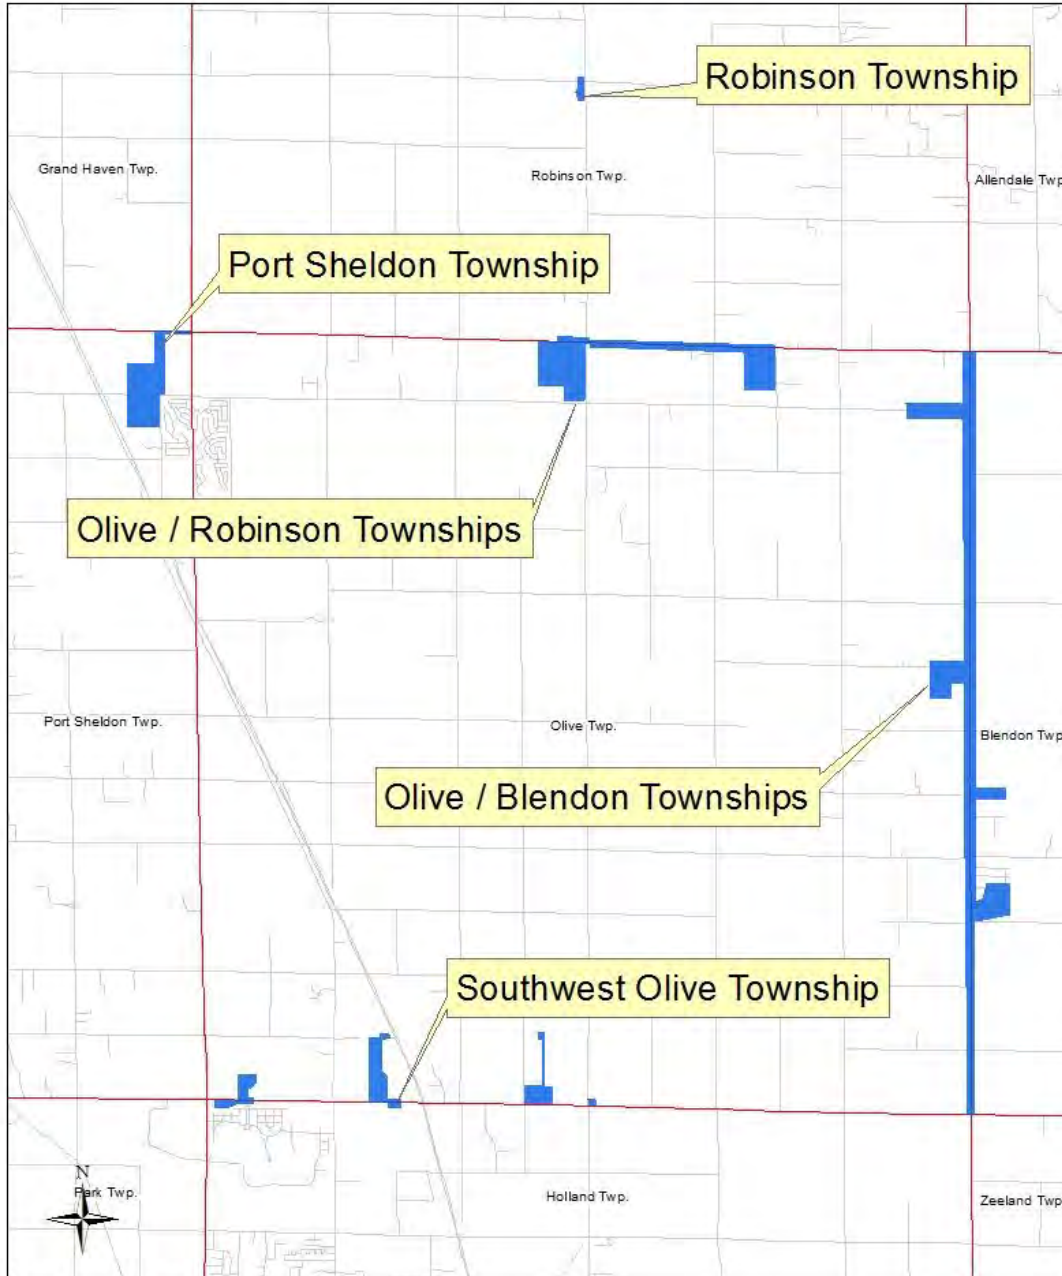 Robinson Township
Grand Haven Twp.
Robinson Twp.
Allendale Twp
Port Sheldon Township
Olive / Robinson Townships
Port Sheldon Twp.
Olive Twp.
Blendon Twp
Olive / Blendon Townships
Southwest Olive Township
N
Park Twp.
Holland Twp.
Zeeland Twp